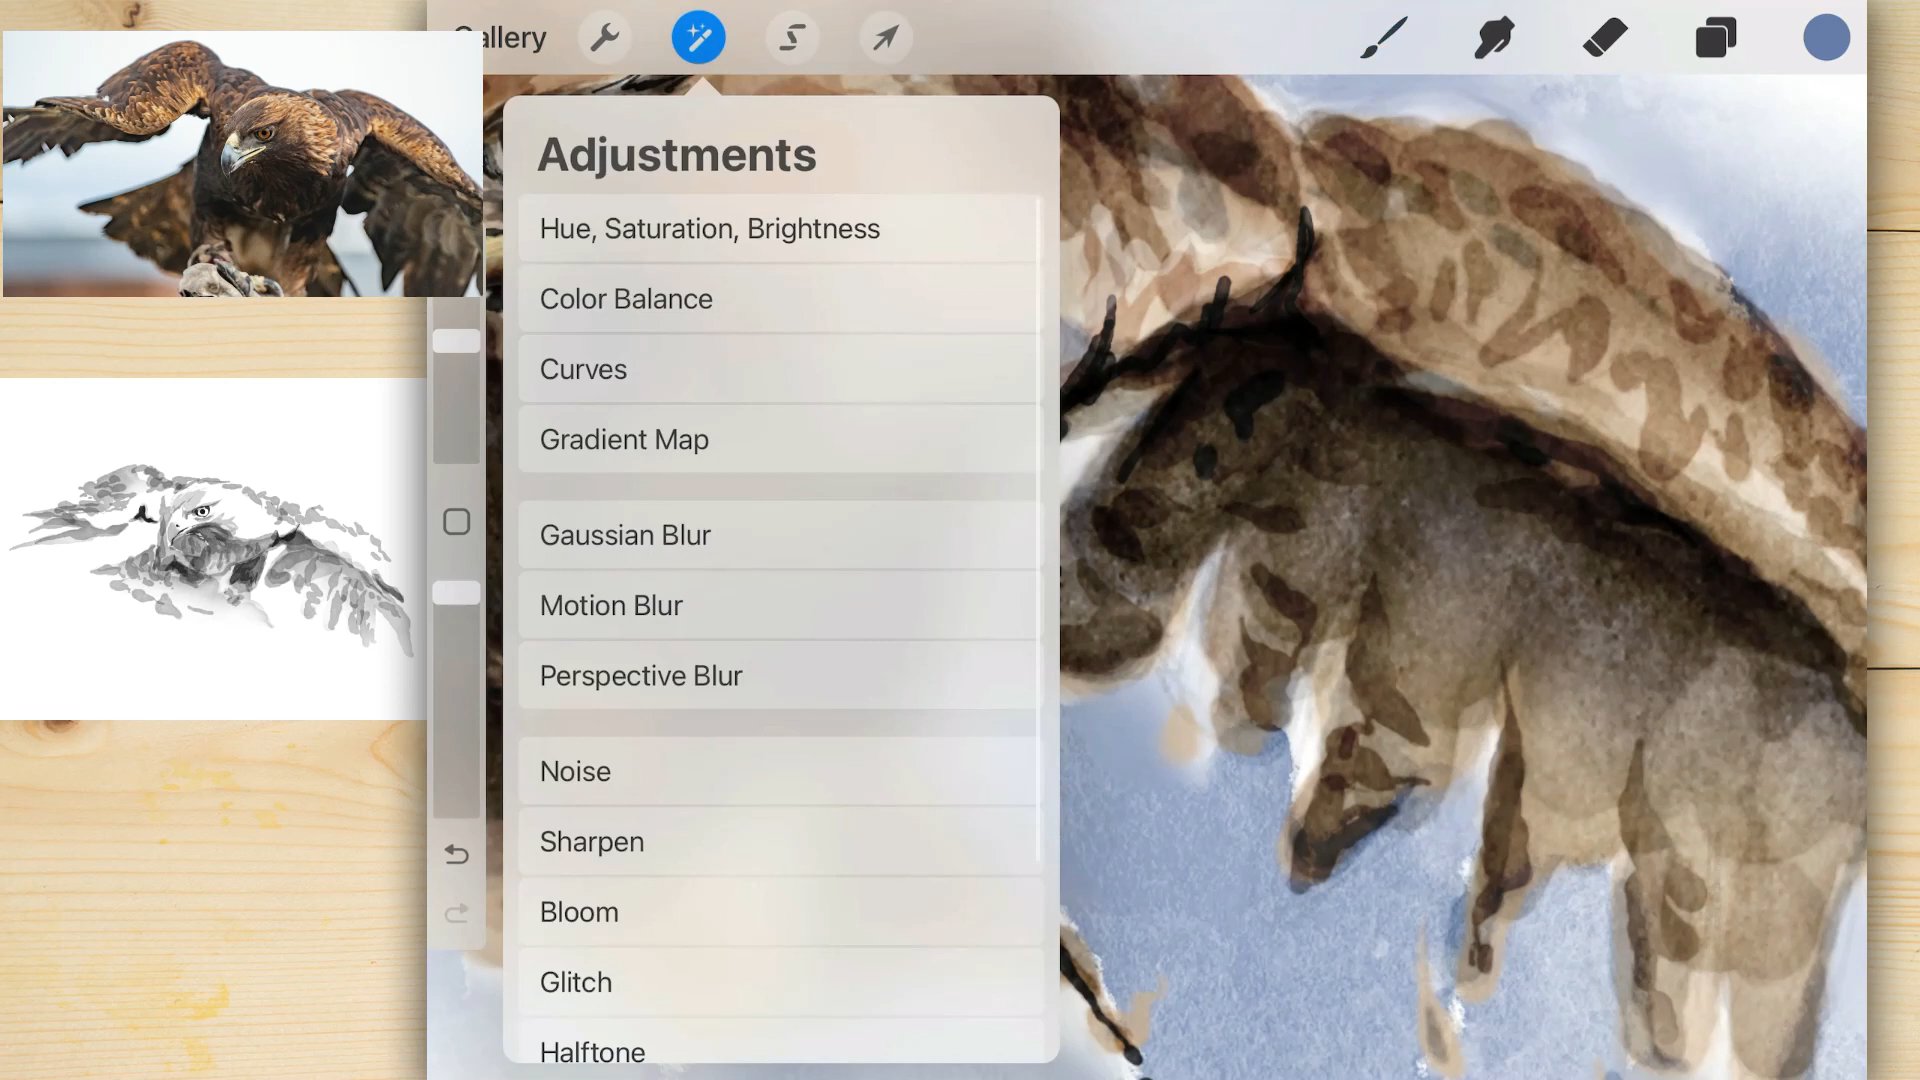 Gallery
Adjustments
Hue, Saturation, Brightness
Color Balance
Curves
Gradient Map
Gaussian Blur
Motion Blur
Perspective Blur
Noise
Sharpen
Bloom
Glitch
Halftone